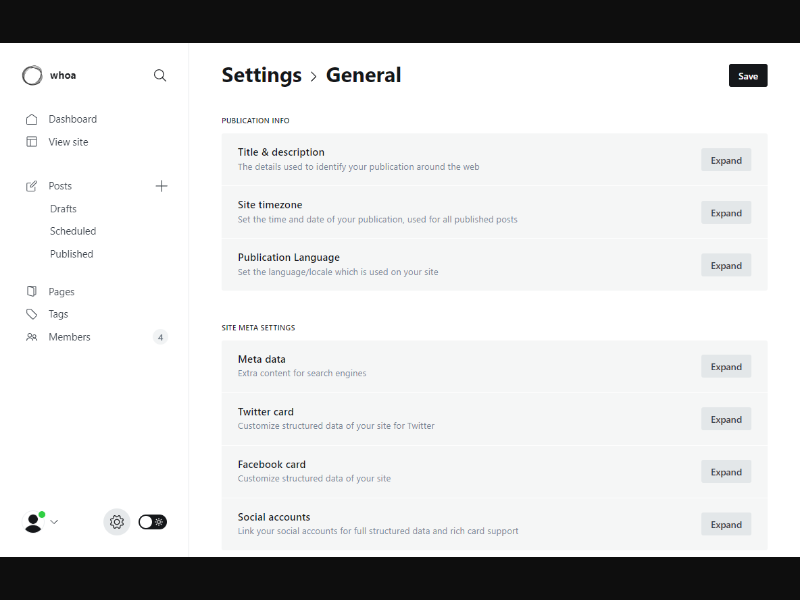 whoa
Dashboard
View site
Posts
Drafts
Scheduled
Published
Pages
Tags
Members 4
Settings > General
Save
PUBLICATION INFO
Title & description
The details used to identify your publication around the web
Expand
Site timezone
Set the time and date of your publication, used for all published posts
Expand
Publication Language
Set the language/locale which is used on your site
Expand
SITE META SETTINGS
Meta data
Extra content for search engines
Expand
Twitter card
Customize structured data of your site for Twitter
Expand
Facebook card
Customize structured data of your site
Expand
Social accounts
Link your social accounts for full structured data and rich card support
Expand